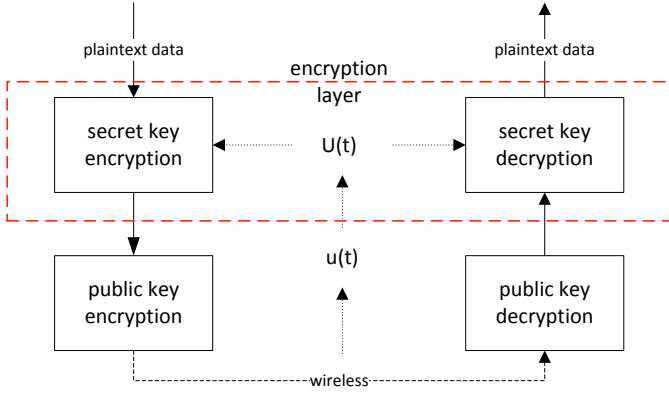 plaintext data
plaintext data
encryption
layer
secret key
encryption
U(t)
secret key
decryption
public key
encryption
u(t)
public key
decryption
wireless